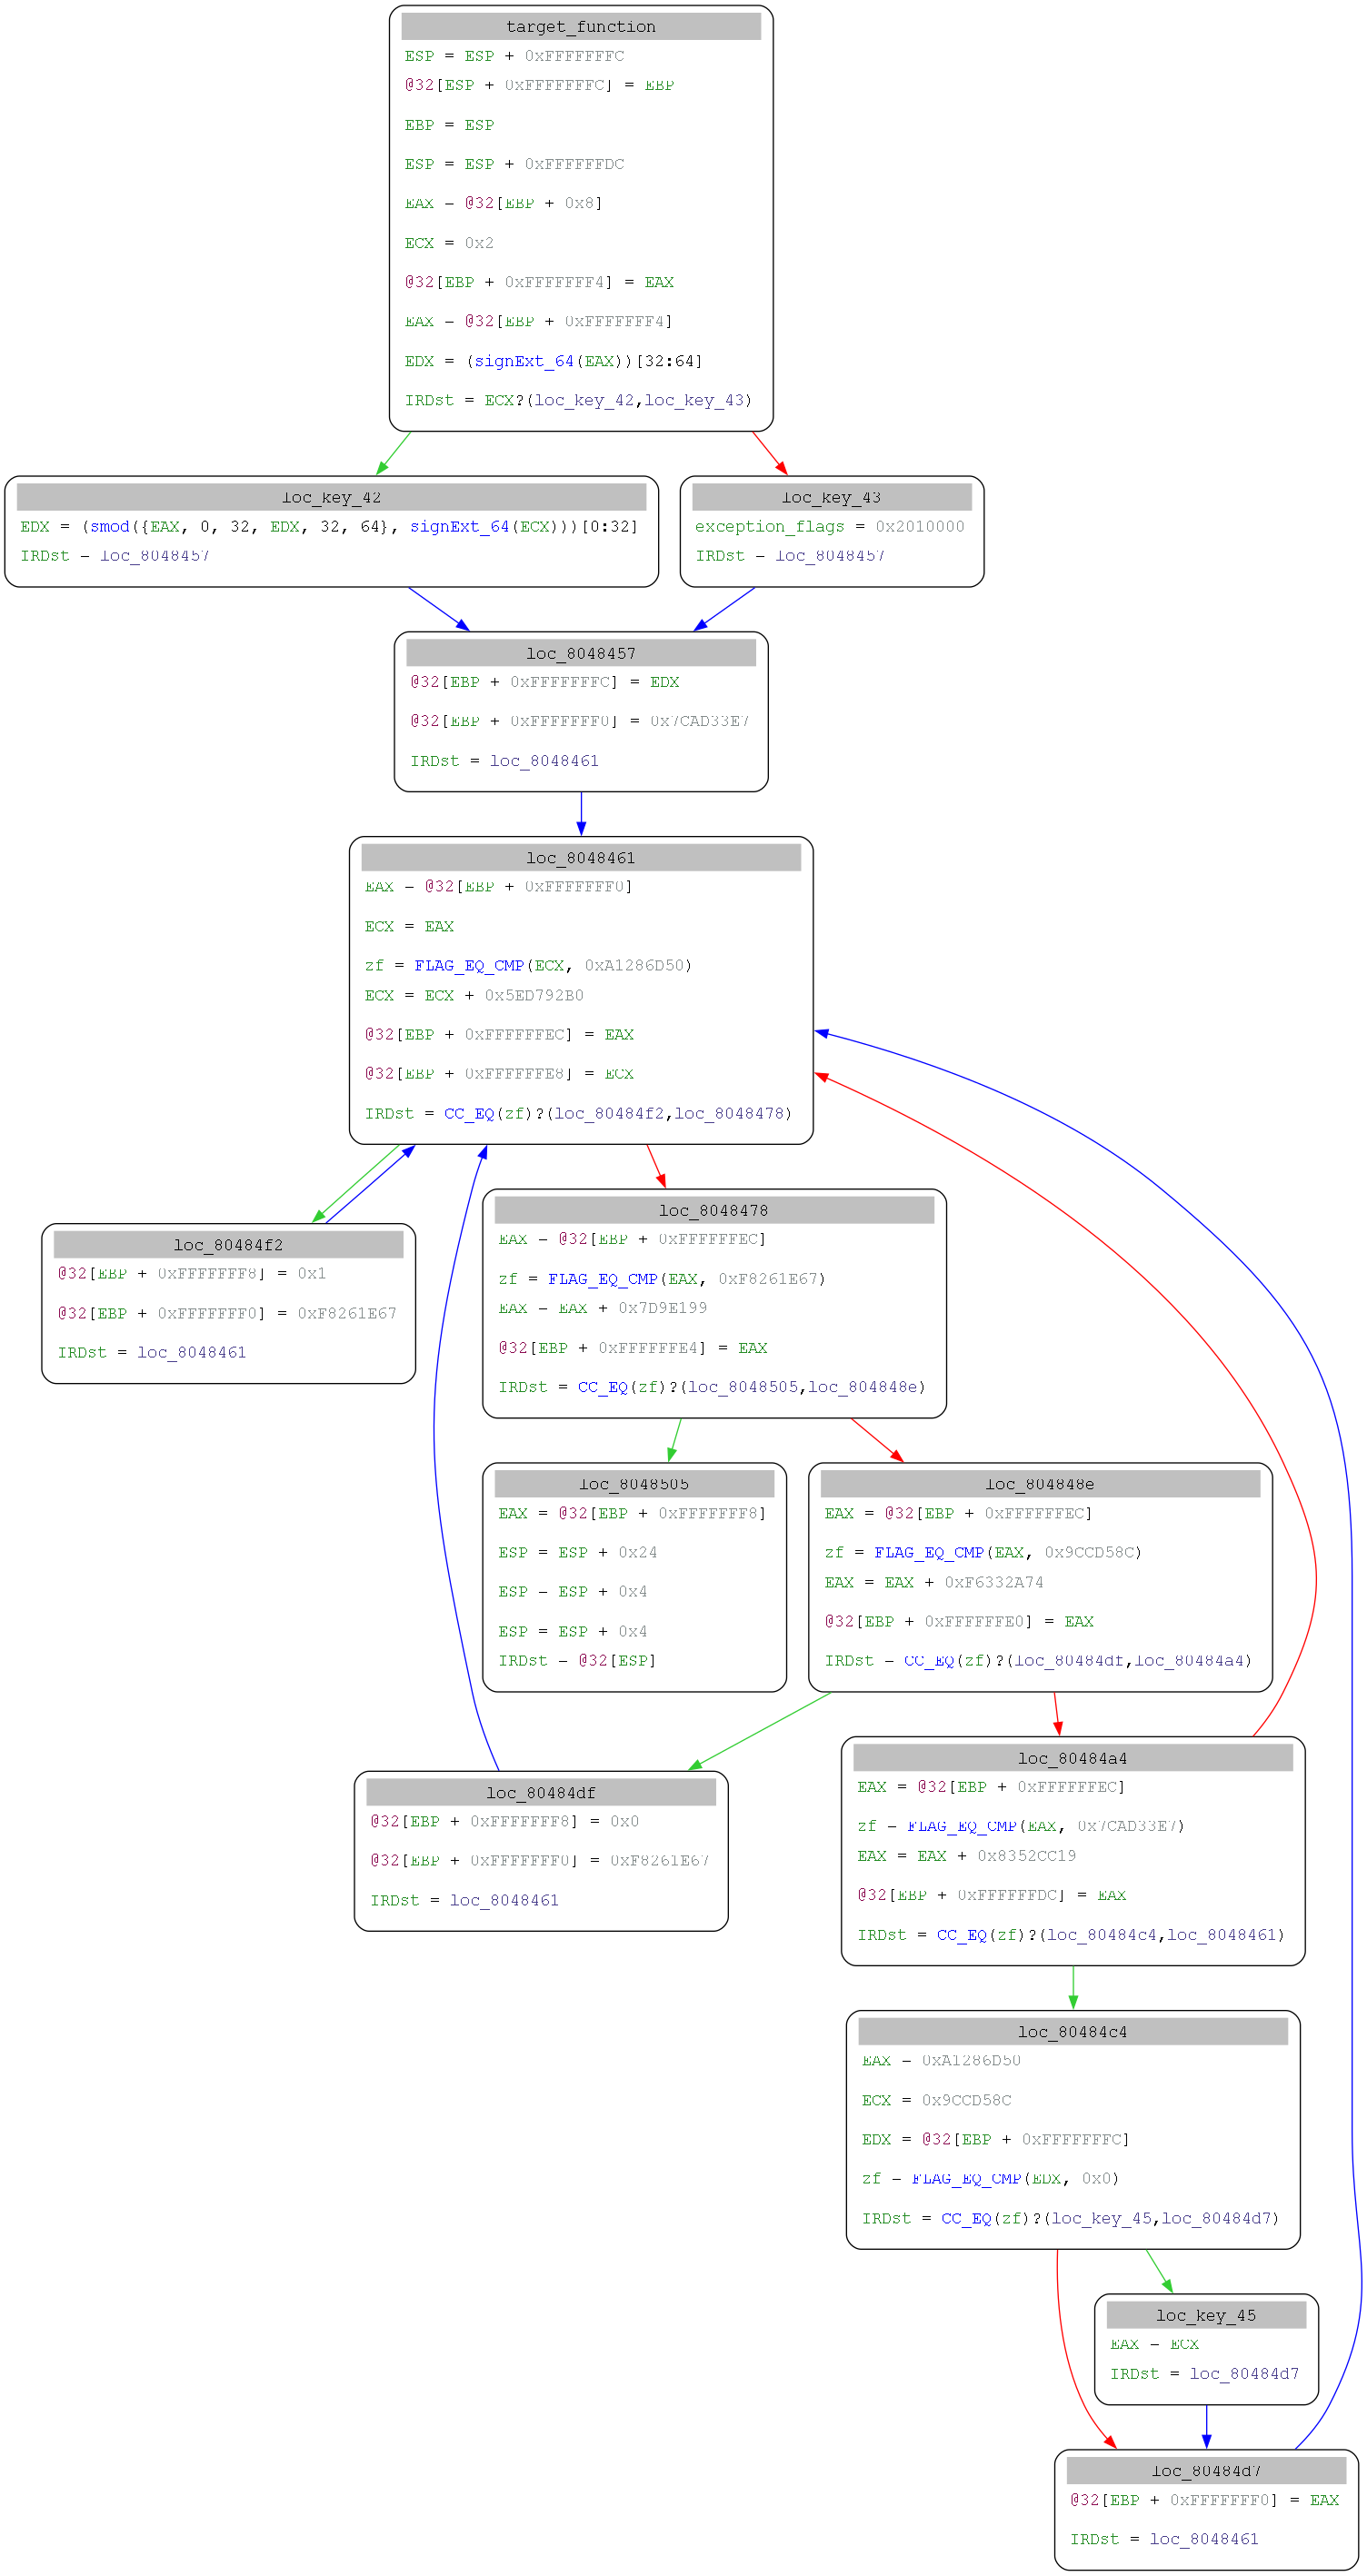 target_function
ESP = ESP + 0xFFFFFFFC
@32[ESP + 0xFFFFFFFC] = EBP
EBP = ESP
ESP = ESP + 0xFFFFFFDC
EAX = @32[EBP + 0x8]
ECX = 0x2
@32[EBP + 0xFFFFFFF4] = EAX
EAX = @32[EBP + 0xFFFFFFF4]
EDX = (signExt_64(EAX))[32:64]
IRDst = ECX?(loc_key_42,loc_key_43)
loc_key_42
EDX = (smod({EAX, 0, 32, EDX, 32, 64}, signExt_64(ECX)))[0:32]
IRDst = loc_8048457
loc_key_43
exception_flags = 0x2010000
IRDst = loc_8048457
loc_8048457
@32[EBP + 0xFFFFFFFC] = EDX
@32[EBP + 0xFFFFFFF0] = 0x7CAD33E7
IRDst = loc_8048461
loc_8048461
EAX = @32[EBP + 0xFFFFFFF0]
ECX = EAX
zf = FLAG_EQ_CMP(ECX, 0xA1286D50)
ECX = ECX + 0x5ED792B0
@32[EBP + 0xFFFFFFEC] = EAX
@32[EBP + 0xFFFFFFE8] = ECX
IRDst = CC_EQ(zf)?(loc_80484f2,loc_8048478)
loc_80484f2
@32[EBP + 0xFFFFFFF8] = 0x1
@32[EBP + 0xFFFFFFF0] = 0xF8261E67
IRDst = loc_8048461
loc_8048478
EAX = @32[EBP + 0xFFFFFFEC]
zf = FLAG_EQ_CMP(EAX, 0xF8261E67)
EAX = EAX + 0x7D9E199
@32[EBP + 0xFFFFFFE4] = EAX
IRDst = CC_EQ(zf)?(loc_8048505,loc_804848e)
loc_8048505
EAX = @32[EBP + 0xFFFFFFF8]
ESP = ESP + 0x24
ESP = ESP + 0x4
ESP = ESP + 0x4
IRDst = @32[ESP]
loc_804848e
EAX = @32[EBP + 0xFFFFFFEC]
zf = FLAG_EQ_CMP(EAX, 0x9CCD58C)
EAX = EAX + 0xF6332A74
@32[EBP + 0xFFFFFFE0] = EAX
IRDst = CC_EQ(zf)?(loc_80484df,loc_80484a4)
loc_80484df
@32[EBP + 0xFFFFFFF8] = 0x0
@32[EBP + 0xFFFFFFF0] = 0xF8261E67
IRDst = loc_8048461
loc_80484a4
EAX = @32[EBP + 0xFFFFFFEC]
zf = FLAG_EQ_CMP(EAX, 0x7CAD33E7)
EAX = EAX + 0x8352CC19
@32[EBP + 0xFFFFFFDC] = EAX
IRDst = CC_EQ(zf)?(loc_80484c4,loc_8048461)
loc_80484c4
EAX = 0xA1286D50
ECX = 0x9CCD58C
EDX = @32[EBP + 0xFFFFFFFC]
zf = FLAG_EQ_CMP(EDX, 0x0)
IRDst = CC_EQ(zf)?(loc_key_45,loc_80484d7)
loc_key_45
EAX = ECX
IRDst = loc_80484d7
loc_80484d7
@32[EBP + 0xFFFFFFF0] = EAX
IRDst = loc_8048461